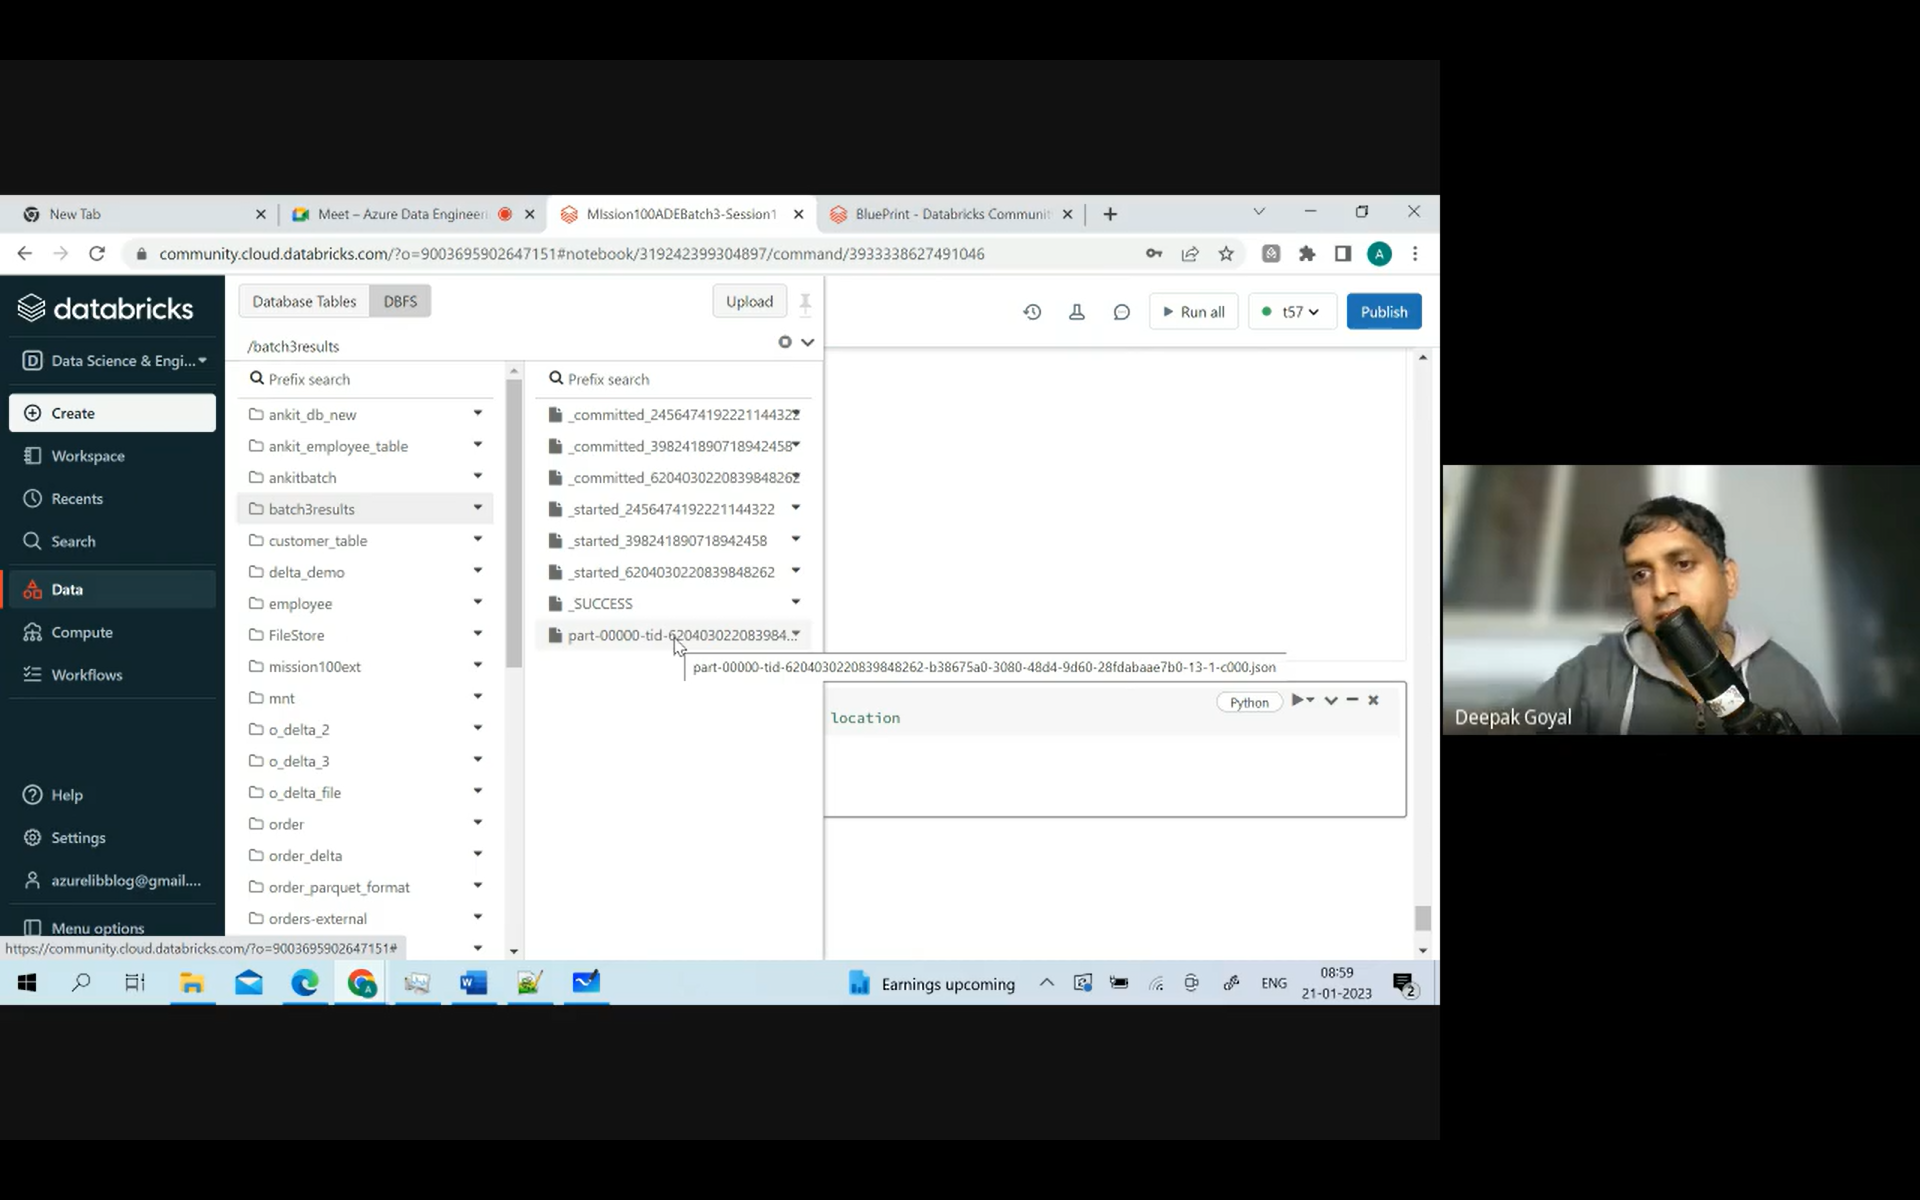 New Tab
Meet – Azure Data Engineeri
MIssion100ADEBatch3-Session1
BluePrint - Databricks Communit
community.cloud.databricks.com/?o=9003695902647151#notebook/319242399304897/command/3933338627491046
A
databricks
Database Tables
DBFS
Upload
Run all
t57
Publish
/batch3results
D
Data Science & Engi...
Prefix search
Prefix search
Create
Workspace
Recents
Search
Data
Compute
Workflows
Help
Settings
azurelibblog@gmail....
Menu options
ankit_db_new
ankit_employee_table
ankitbatch
batch3results
customer_table
delta_demo
employee
FileStore
mission100ext
mnt
o_delta_2
o_delta_3
o_delta_file
order
order_delta
order_parquet_format
orders-external
_committed_2456474192221144322
_committed_398241890718942458
_committed_6204030220839848262
_started_2456474192221144322
_started_398241890718942458
_started_6204030220839848262
_SUCCESS
part-00000-tid-620403022083984...
part-00000-tid-6204030220839848262-b38675a0-3080-48d4-9d60-28fdabaae7b0-13-1-c000.json
Python
location
Deepak Goyal
https://community.cloud.databricks.com/?o=9003695902647151#
Earnings upcoming
ENG
08:59
21-01-2023
2